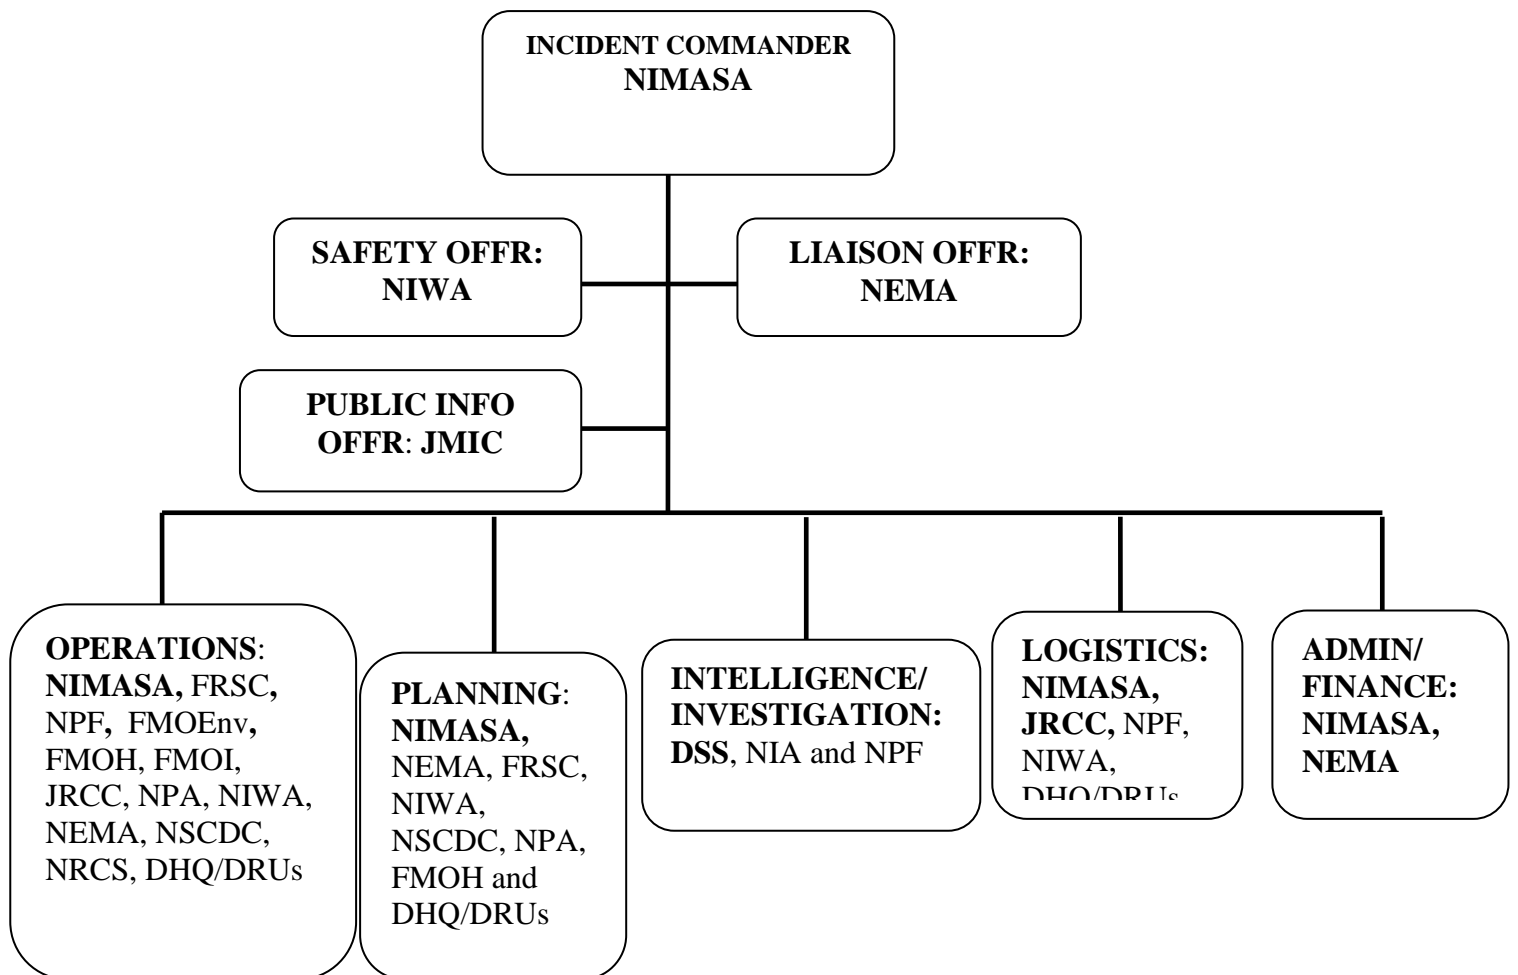 INCIDENT COMMANDER
NIMASA
SAFETY OFFR:
NIWA
LIAISON OFFR:
NEMA
PUBLIC INFO
OFFR: JMIC
OPERATIONS:
NIMASA, FRSC,
NPF, FMOEnv,
FMOH, FMOI,
JRCC, NPA, NIWA,
NEMA, NSCDC,
NRCS, DHQ/DRUs
PLANNING:
NIMASA,
NEMA, FRSC,
NIWA,
NSCDC, NPA,
FMOH and
DHQ/DRUs
INTELLIGENCE/
INVESTIGATION:
DSS, NIA and NPF
LOGISTICS:
NIMASA,
JRCC, NPF,
NIWA,
DHQ/DRUs
ADMIN/
FINANCE:
NIMASA,
NEMA